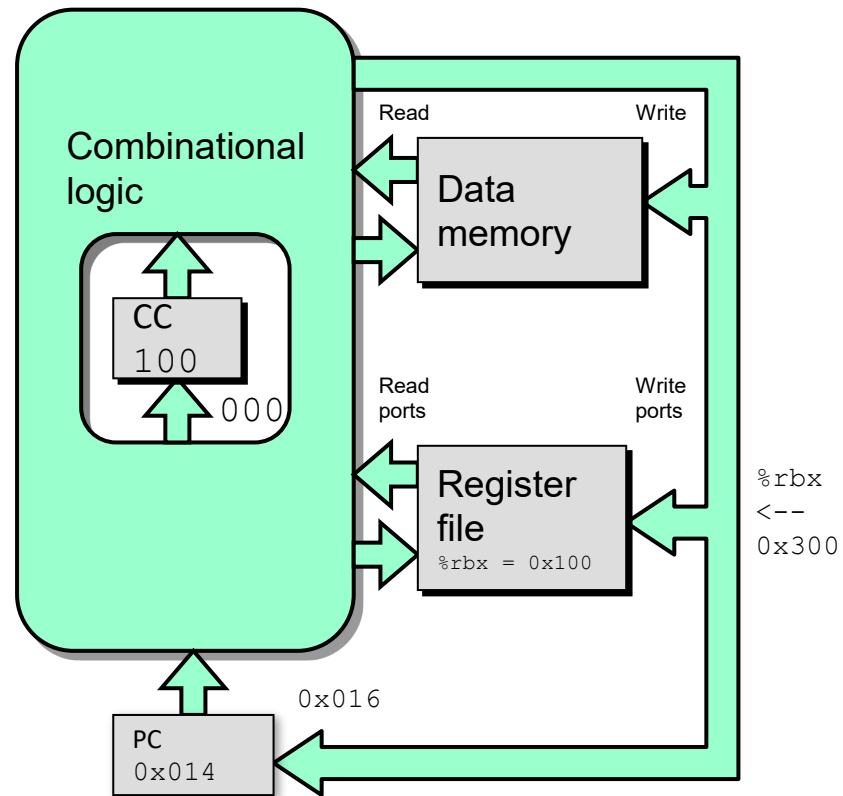 Read
Write
Combinational
logic
Data
memory
CC
100
000
Read
ports
Write
ports
Register
file
%rbx = 0x100
%rbx
<--
0x300
0x016
PC
0x014